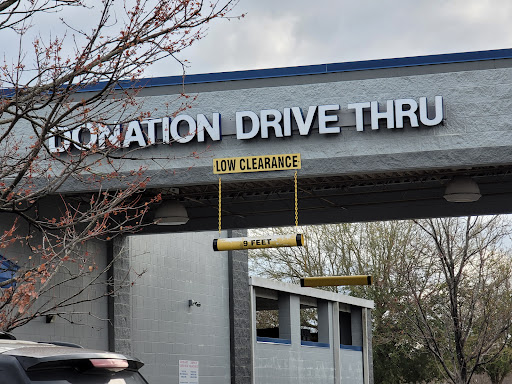 DONATION DRIVE THRU
LOW CLEARANCE
9 FEET